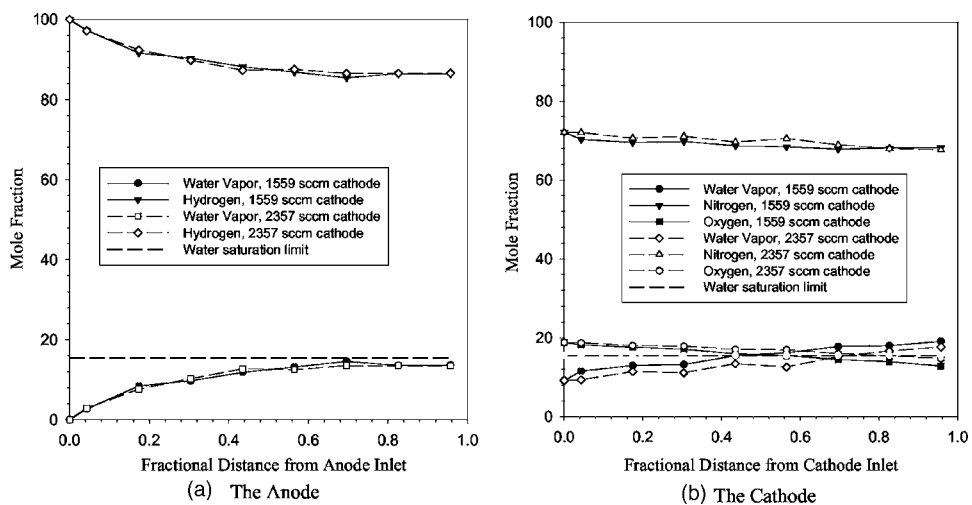 100
80
60
40
20
0
Mole Fraction
Water Vapor, 1559 sccm cathode
Hydrogen, 1559 sccm cathode
Water Vapor, 2357 sccm cathode
Hydrogen, 2357 sccm cathode
Water saturation limit
0.0 0.2 0.4 0.6 0.8 1.0
Fractional Distance from Anode Inlet
(a) The Anode
100
80
60
40
20
0
Mole Fraction
Water Vapor, 1559 sccm cathode
Nitrogen, 1559 sccm cathode
Oxygen, 1559 sccm cathode
Water Vapor, 2357 sccm cathode
Nitrogen, 2357 sccm cathode
Oxygen, 2357 sccm cathode
Water saturation limit
0.0 0.2 0.4 0.6 0.8 1.0
Fractional Distance from Cathode Inlet
(b) The Cathode